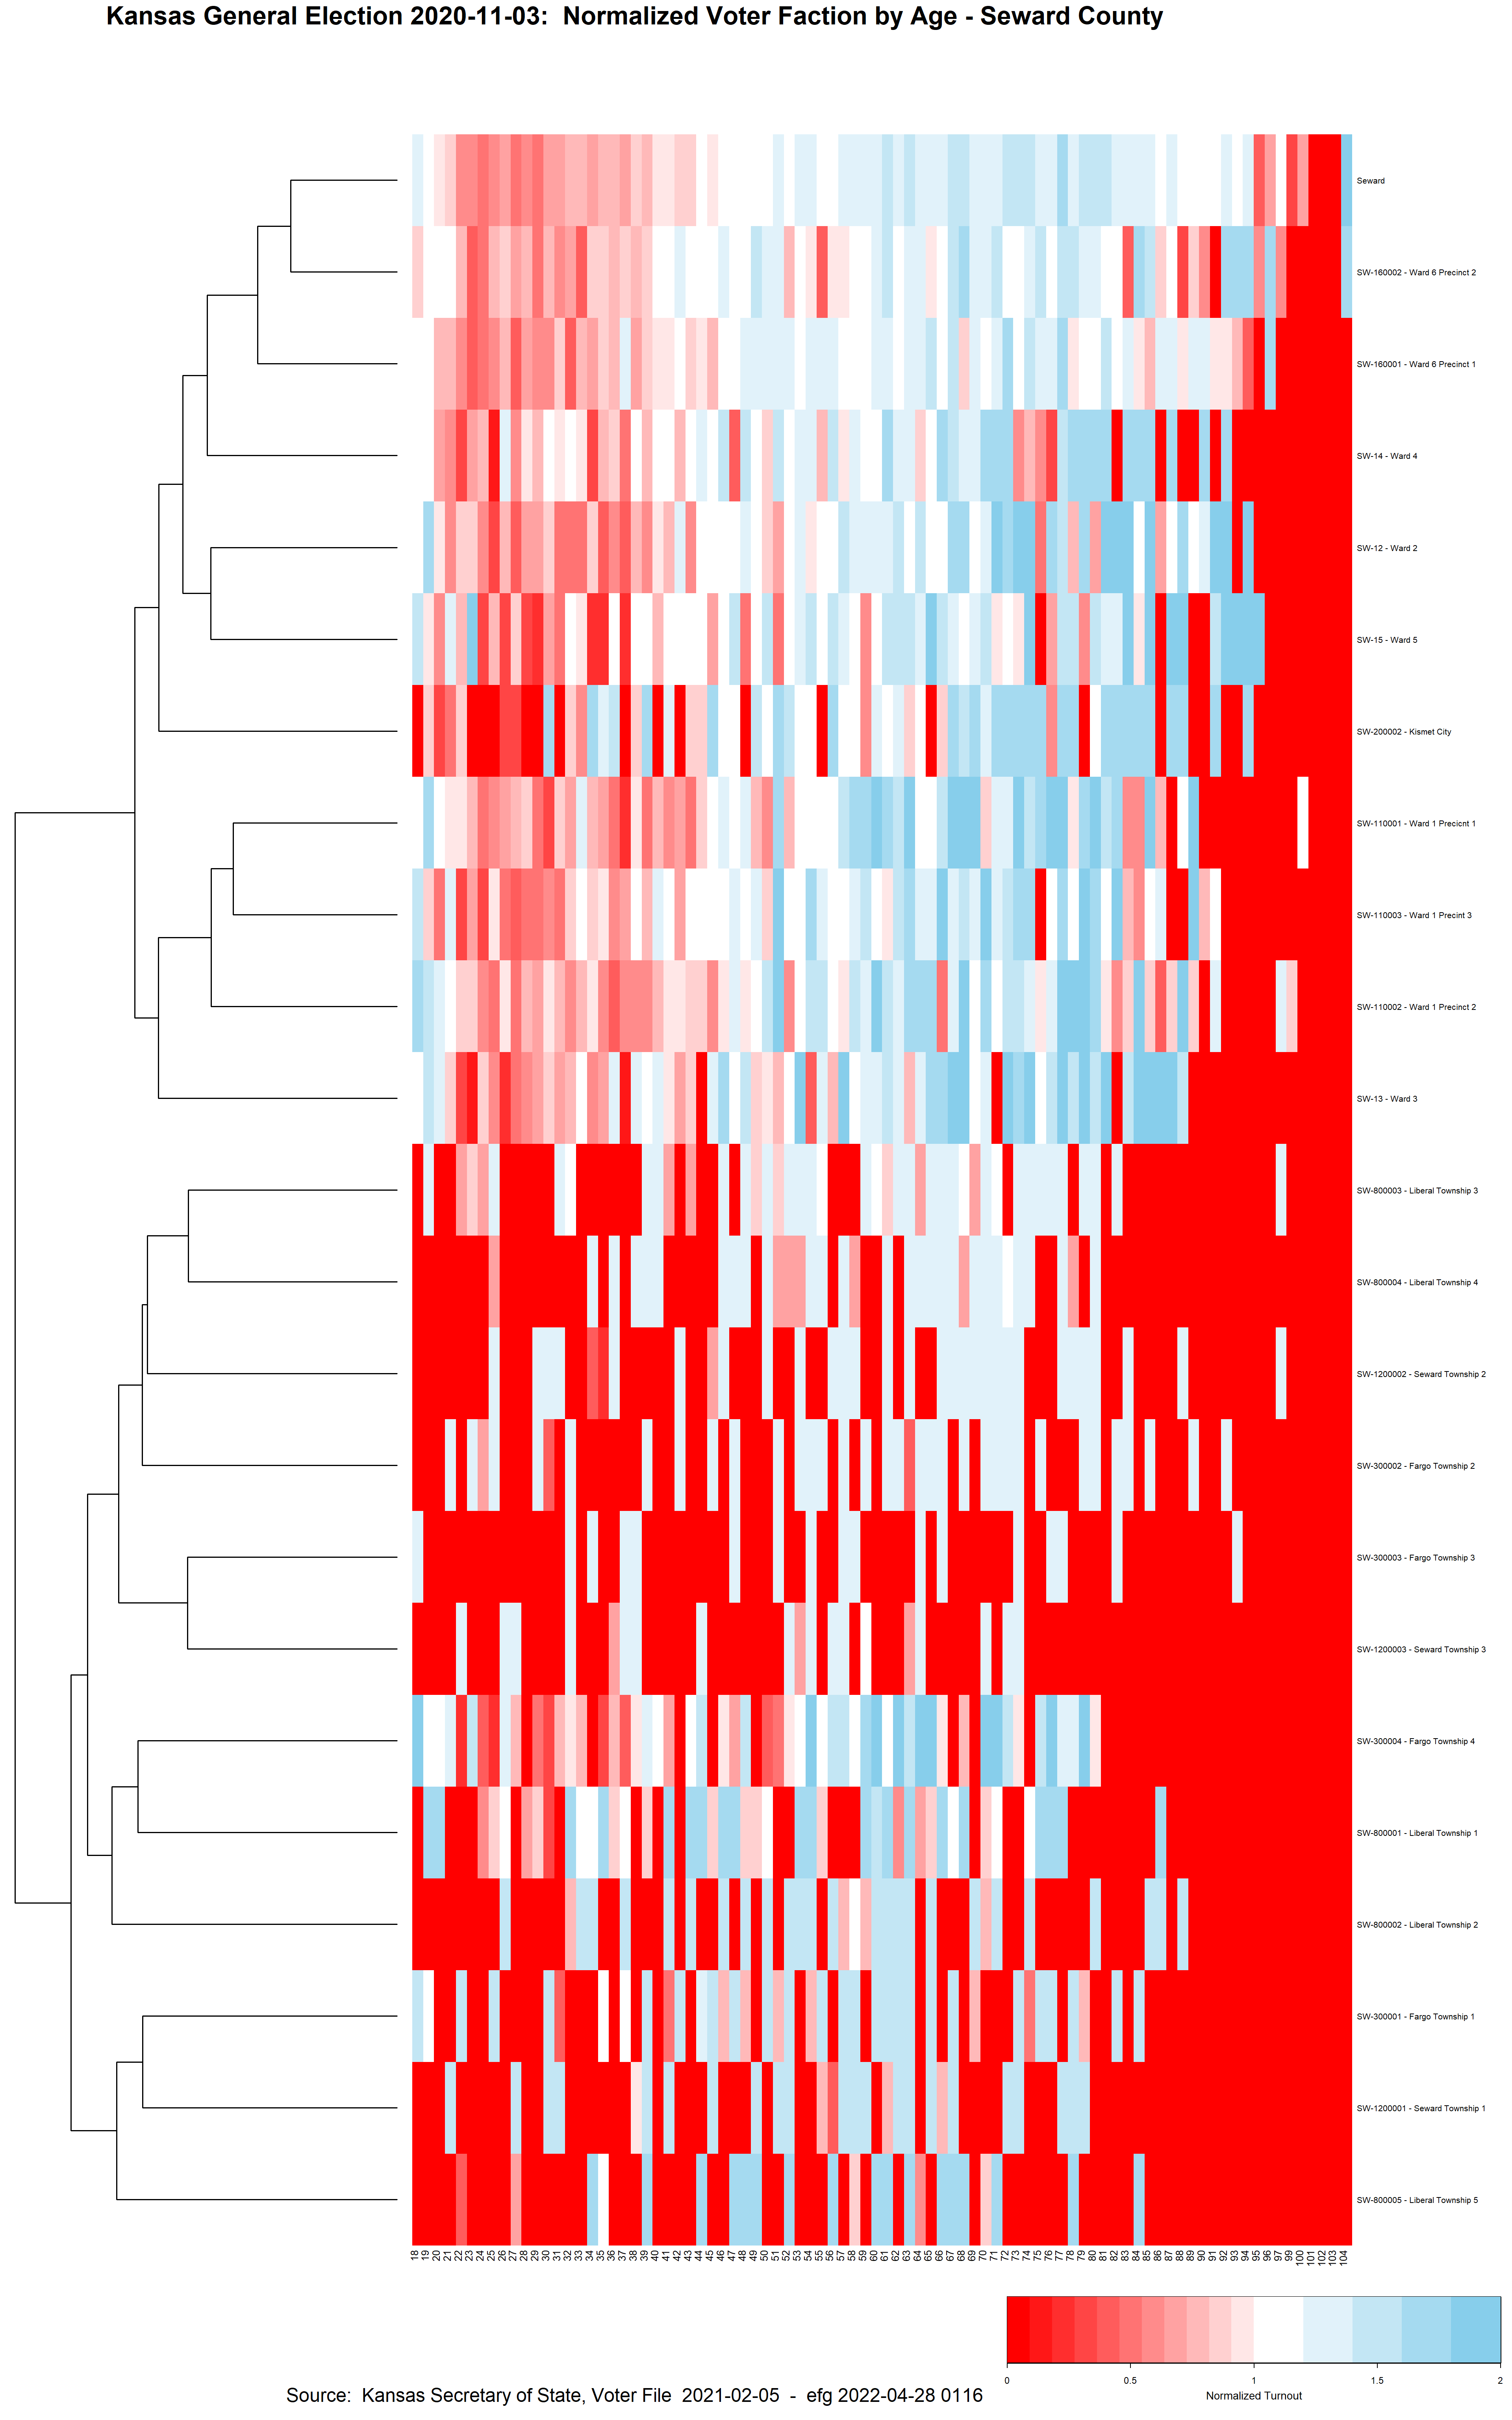 Kansas General Election 2020-11-03:  Normalized Voter Faction by Age - Seward County
Seward
SW-160002 - Ward 6 Precinct 2
SW-160001 - Ward 6 Precinct 1
SW-14 - Ward 4
SW-12 - Ward 2
SW-15 - Ward 5
SW-200002 - Kismet City
SW-110001 - Ward 1 Precicnt 1
SW-110003 - Ward 1 Precint 3
SW-110002 - Ward 1 Precinct 2
SW-13 - Ward 3
SW-800003 - Liberal Township 3
SW-800004 - Liberal Township 4
SW-1200002 - Seward Township 2
SW-300002 - Fargo Township 2
SW-300003 - Fargo Township 3
SW-1200003 - Seward Township 3
SW-300004 - Fargo Township 4
SW-800001 - Liberal Township 1
SW-800002 - Liberal Township 2
SW-300001 - Fargo Township 1
SW-1200001 - Seward Township 1
SW-800005 - Liberal Township 5
18 19 20 21 22 23 24 25 26 27 28 29 30 31 32 33 34 35 36 37 38 39 40 41 42 43 44 45 46 47 48 49 50 51 52 53 54 55 56 57 58 59 60 61 62 63 64 65 66 67 68 69 70 71 72 73 74 75 76 77 78 79 80 81 82 83 84 85 86 87 88 89 90 91 92 93 94 95 96 97 99 100 101 102 103 104
0 0.5 1 1.5 2
Normalized Turnout
Source:  Kansas Secretary of State, Voter File  2021-02-05  -  efg 2022-04-28 0116